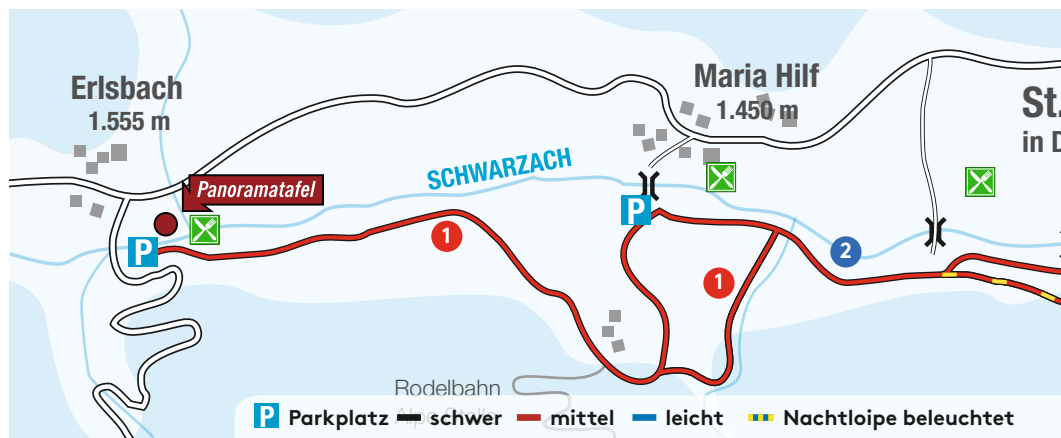 Erlsbach
1.555 m
Maria Hilf
1.450 m
St.
in D
Panoramatafel
SCHWARZACH
P
P
1
1
2
Rodelbahn
P Parkplatz schwer mittel leicht Nachtloipe beleuchtet